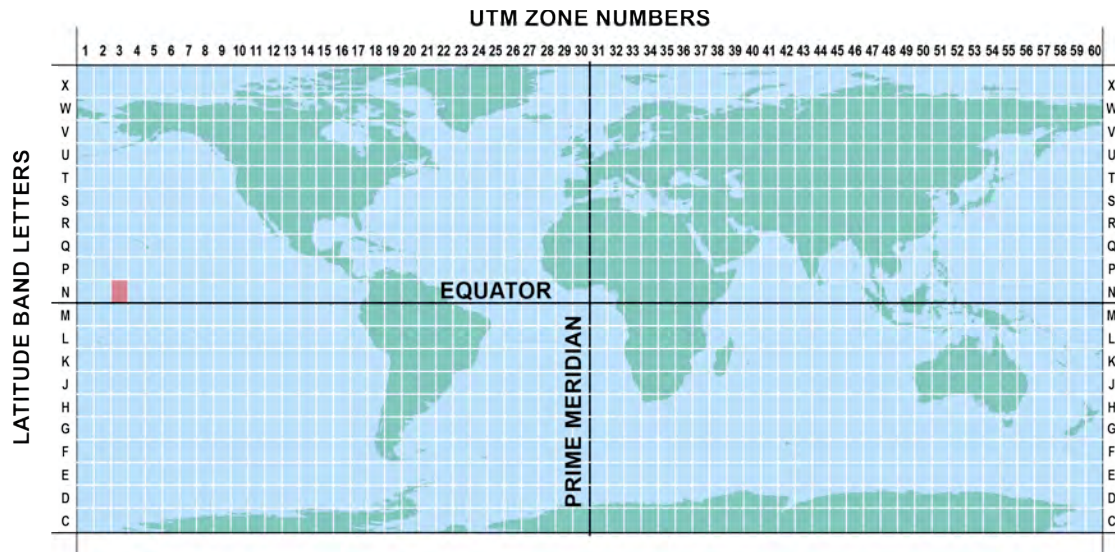 UTM ZONE NUMBERS
1 2 3 4 5 6 7 8 9 10 11 12 13 14 15 16 17 18 19 20 21 22 23 24 25 26 27 28 29 30 31 32 33 34 35 36 37 38 39 40 41 42 43 44 45 46 47 48 49 50 51 52 53 54 55 56 57 58 59 60
LATITUDE BAND LETTERS
X X
W W
V V
U U
T T
S S
R R
Q Q
P P
N EQUATOR N
M M
L L
K K
J J
H H
G G
F F
E E
D D
C C
PRIME MERIDIAN